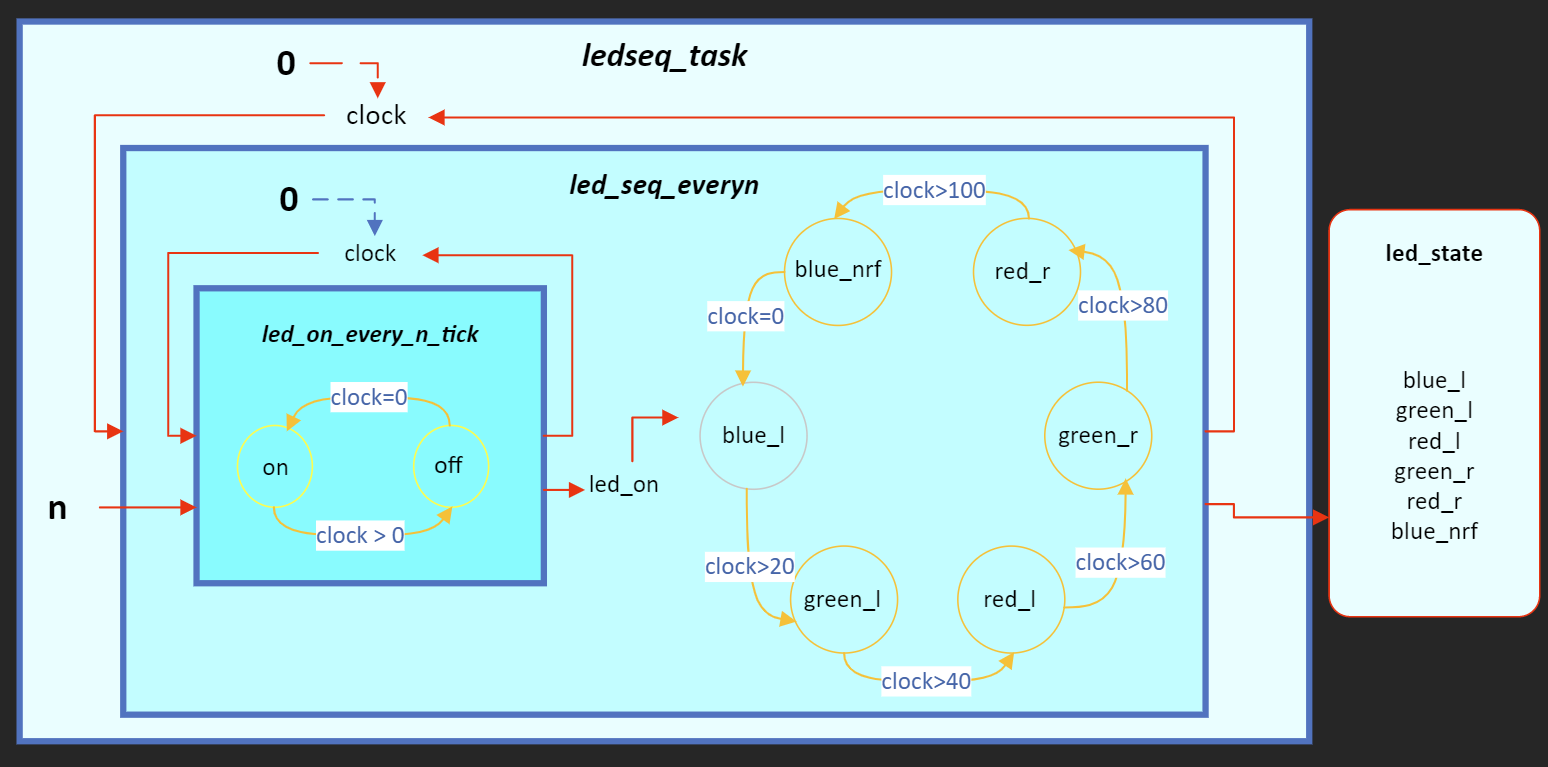 ledseq_task
0
clock
led_seq_everyn
0
clock
led_on_every_n_tick
clock=0
on
off
clock > 0
n
led_on
clock>100
blue_nrf
red_r
clock=0
clock>80
blue_l
green_r
clock>20
clock>60
green_l
red_l
clock>40
led_state
blue_l
green_l
red_l
green_r
red_r
blue_nrf